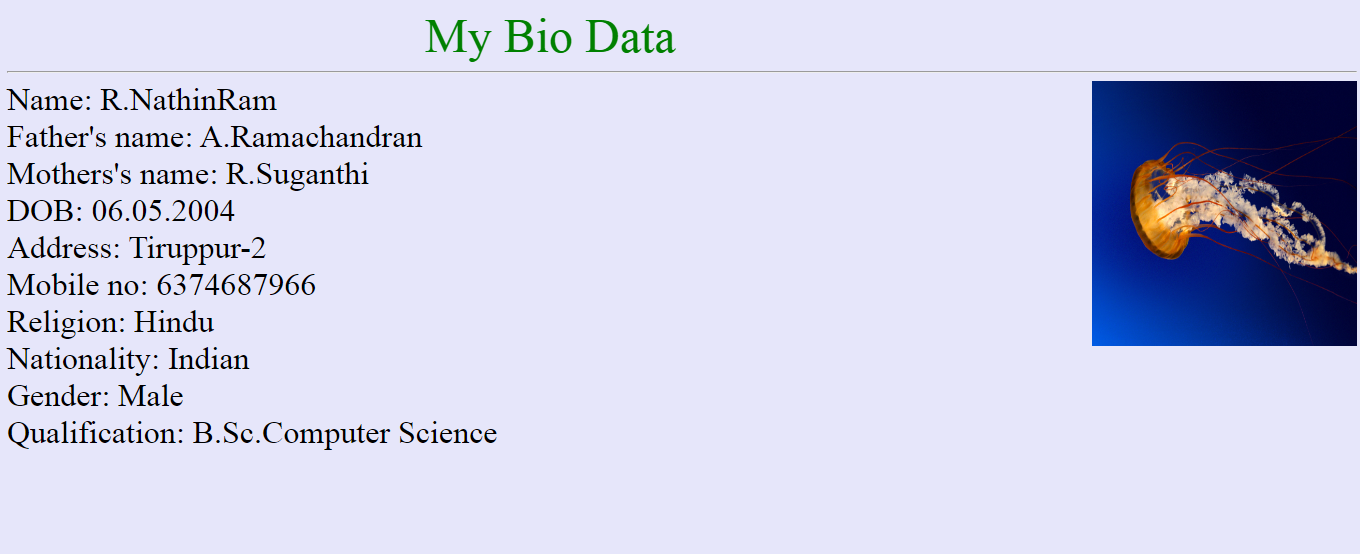 My Bio Data
Name: R.NathinRam
Father's name: A.Ramachandran
Mothers's name: R.Suganthi
DOB: 06.05.2004
Address: Tiruppur-2
Mobile no: 6374687966
Religion: Hindu
Nationality: Indian
Gender: Male
Qualification: B.Sc.Computer Science